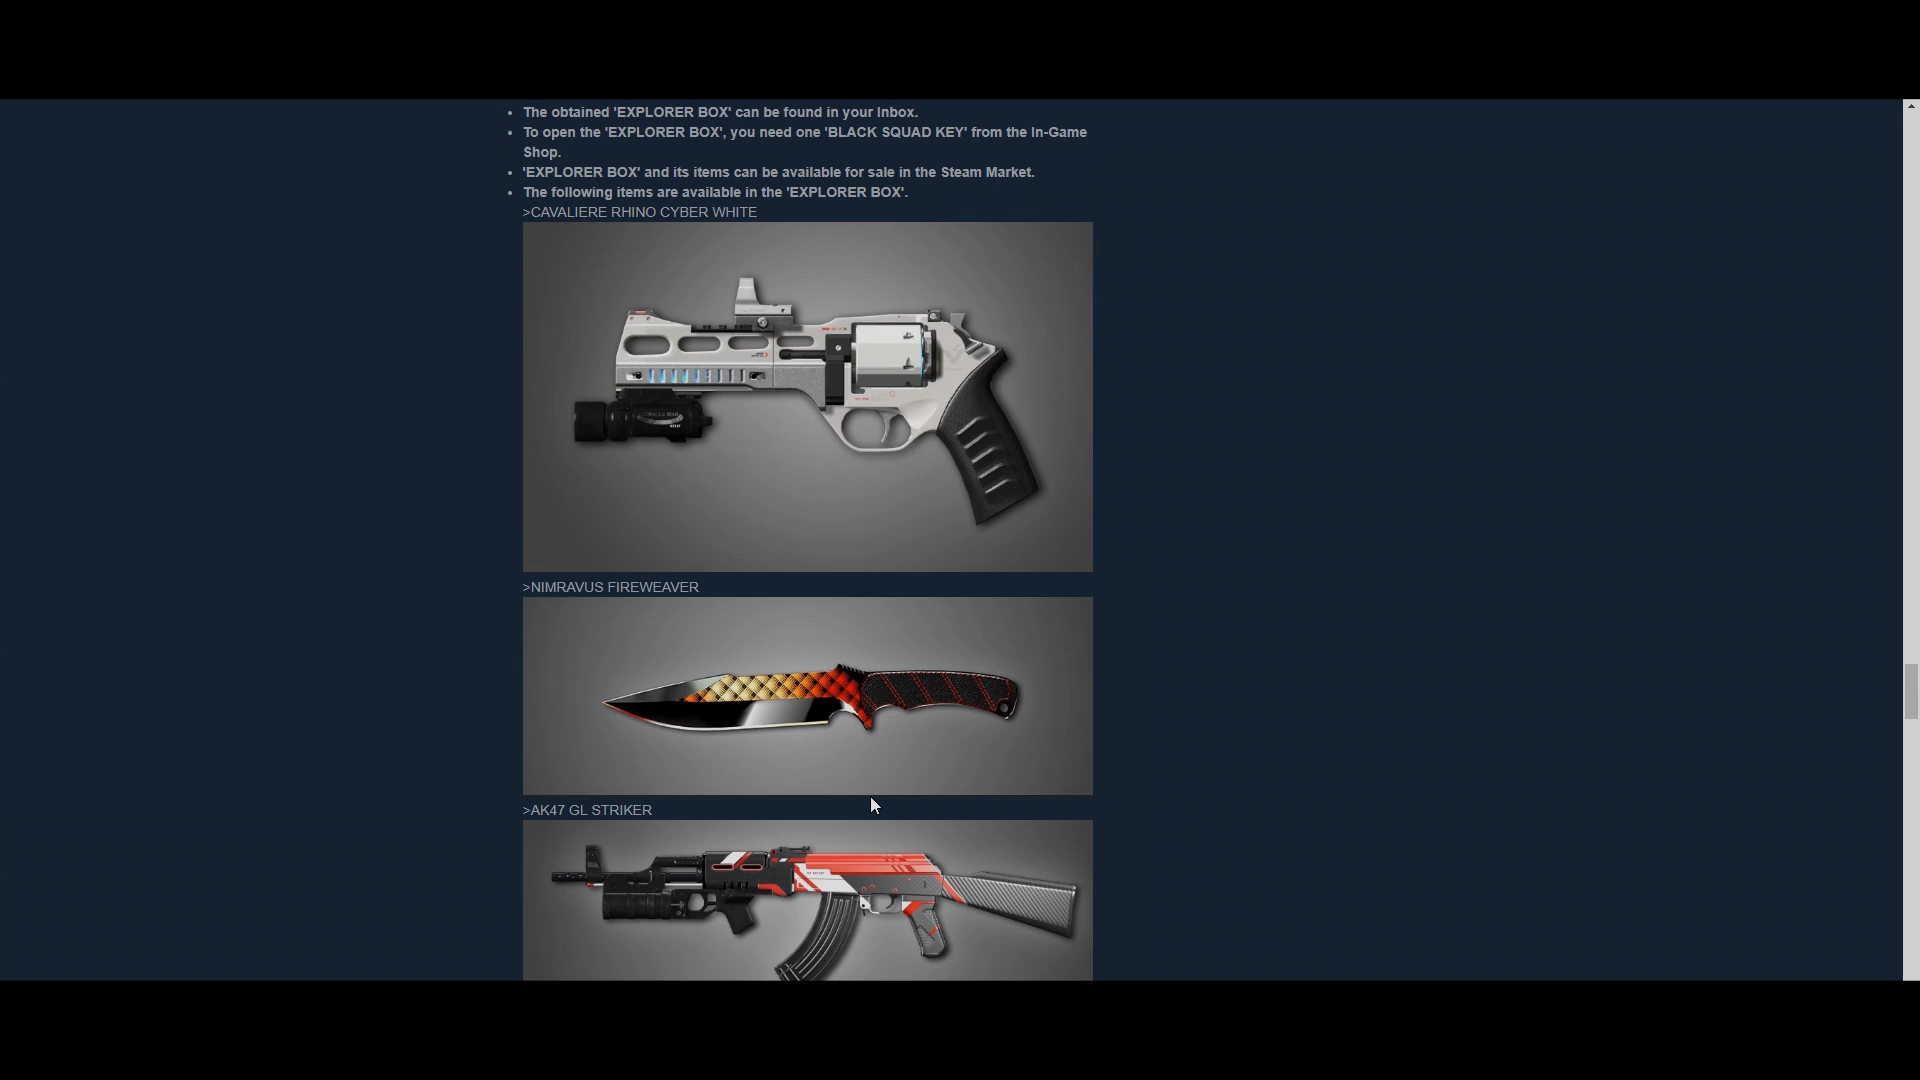 • The obtained 'EXPLORER BOX' can be found in your Inbox.
• To open the 'EXPLORER BOX', you need one 'BLACK SQUAD KEY' from the In-Game
Shop.
• 'EXPLORER BOX' and its items can be available for sale in the Steam Market.
• The following items are available in the 'EXPLORER BOX'.
>CAVALIERE RHINO CYBER WHITE
>NIMRAVUS FIREWEAVER
>AK47 GL STRIKER